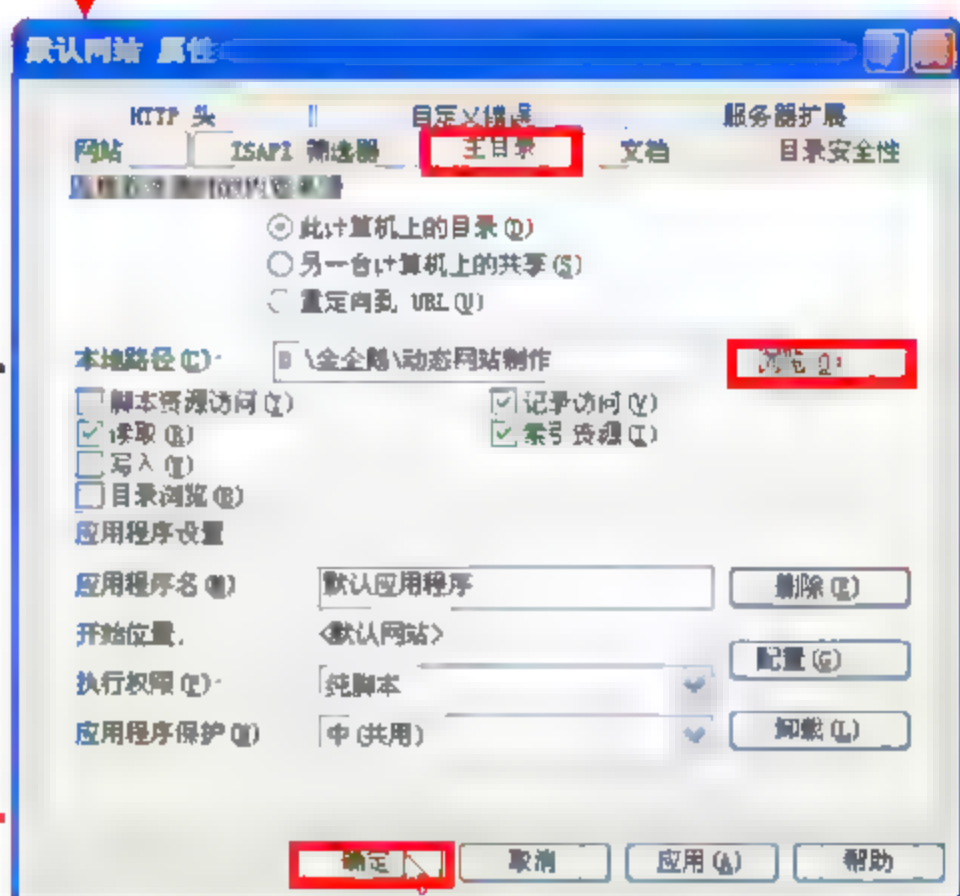 默认网站 属性
HTTP 头 自定义错误 服务器扩展
网站 ISAPI 筛选器 主目录 文档 目录安全性
此计算机上的目录(D)
另一台计算机上的共享(S)
重定向到 URL(U)
本地路径(C): \金企鹅\动态网站制作 浏览(O)
脚本资源访问(T) 记录访问(V)
读取(R) 索引资源(I)
写入(W)
目录浏览(B)
应用程序设置
应用程序名(M) 默认应用程序 删除(E)
开始位置: <默认网站>
配置(G)
执行权限(P): 纯脚本
应用程序保护(N) 中(共用) 卸载(L)
确定 取消 应用(A) 帮助